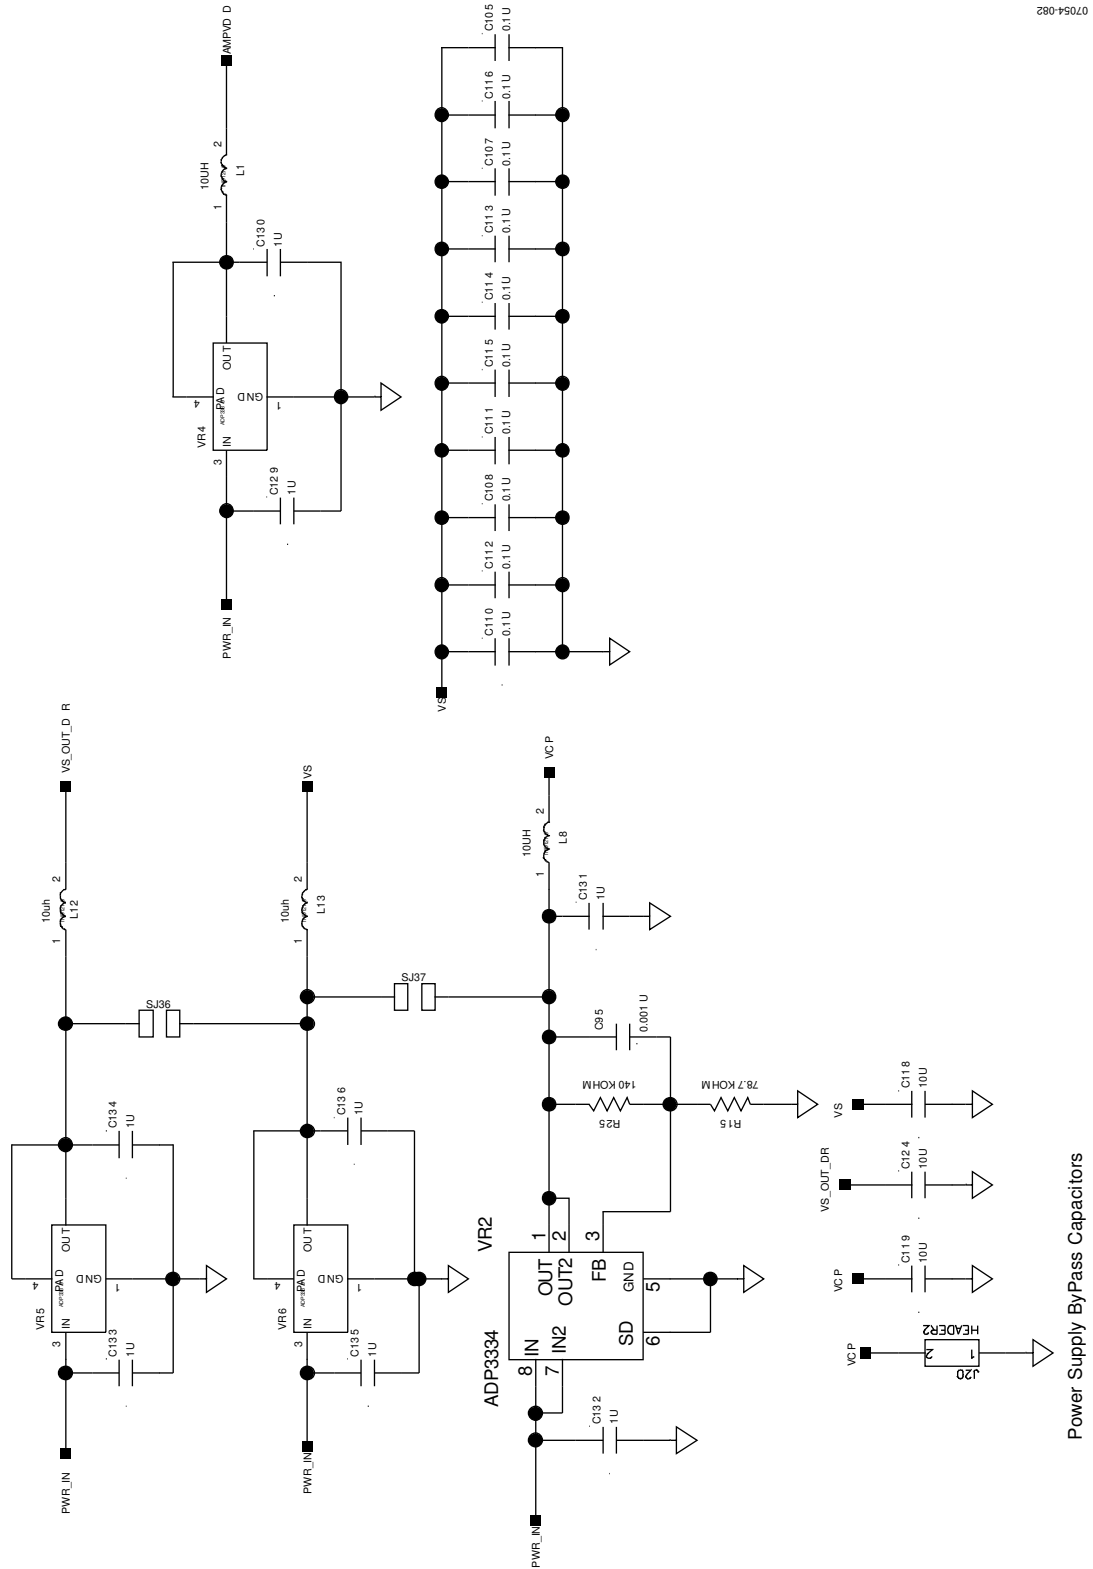 PWR_IN
3
VR5
IN
PAD
4
OUT
GND
1
C133
1U
C134
1U
SJ36
1
10uh
L12
2
VS_OUT_DR
PWR_IN
3
VR6
IN
PAD
4
OUT
GND
1
C135
1U
C136
1U
SJ37
1
10uh
L13
2
VS
PWR_IN
C132
1U
ADP3334
VR2
8
IN
7
IN2
OUT
1
OUT2
2
FB
3
GND
5
SD
6
R25
140 KOHM
C95
0.001U
R15
78.7 KOHM
C131
1U
1
10UH
L8
2
VCP
VCP
2
1
J20
HEADER2
VCP
C119
10U
VS_OUT_DR
C124
10U
VS
C118
10U
Power Supply ByPass Capacitors
PWR_IN
3
VR4
IN
PAD
4
OUT
GND
1
C129
1U
C130
1U
1
10UH
L1
2
AMPVDD
VS
C110
0.1U
C112
0.1U
C108
0.1U
C111
0.1U
C115
0.1U
C114
0.1U
C113
0.1U
C107
0.1U
C116
0.1U
C105
0.1U
07054-082